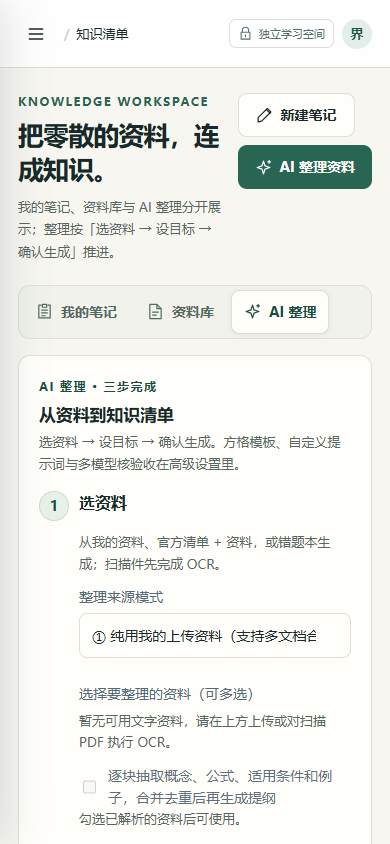 / 知识清单
独立学习空间
界
KNOWLEDGE WORKSPACE
把零散的资料，连
成知识。
我的笔记、资料库与 AI 整理分开展
示；整理按「选资料 → 设目标 →
确认生成」推进。
新建笔记
AI 整理资料
我的笔记
资料库
AI 整理
AI 整理 • 三步完成
从资料到知识清单
选资料 → 设目标 → 确认生成。方格模板、自定义提
示词与多模型核验收在高级设置里。
1
选资料
从我的资料、官方清单 + 资料，或错题本生
成；扫描件先完成 OCR。
整理来源模式
① 纯用我的上传资料（支持多文档
选择要整理的资料（可多选）
暂无可用文字资料，请在上方上传或对扫描
PDF 执行 OCR。
逐块抽取概念、公式、适用条件和例
子，合并去重后再生成提纲
勾选已解析的资料后可使用。